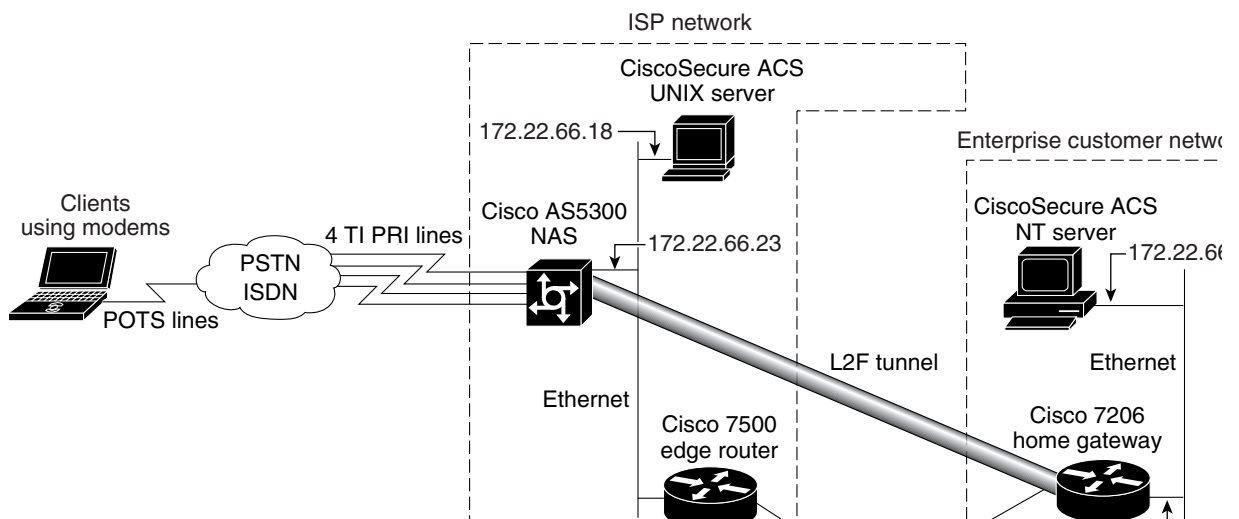 ISP network
CiscoSecure ACS
UNIX server
172.22.66.18
Enterprise customer netwo
Clients
using modems
4 TI PRI lines
Cisco AS5300
NAS
172.22.66.23
CiscoSecure ACS
NT server
172.22.66
PSTN
ISDN
POTS lines
L2F tunnel
Ethernet
Ethernet
Cisco 7500
edge router
Cisco 7206
home gateway